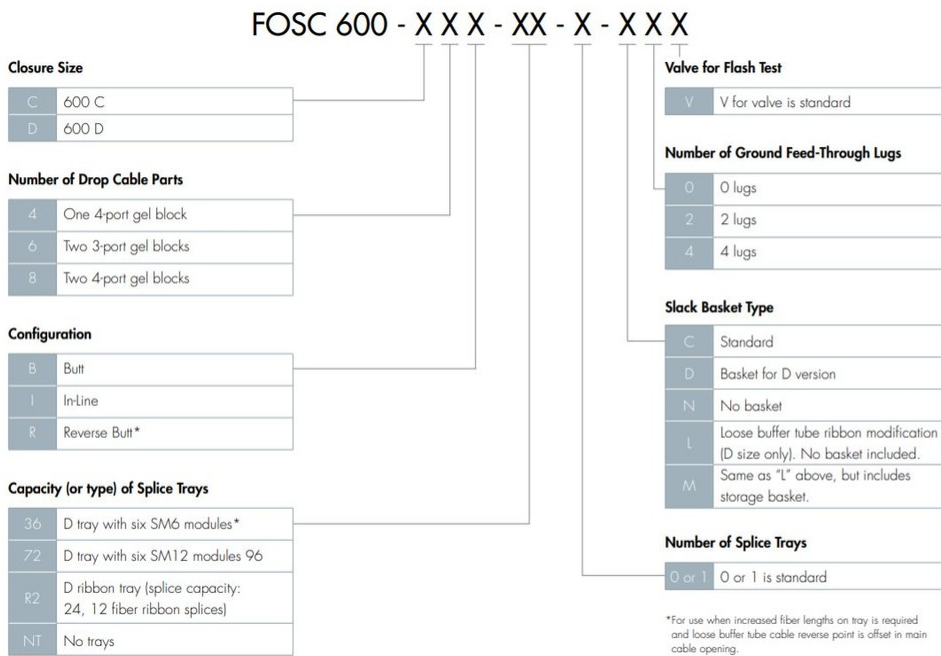 FOSC 600 - X X X - XX - X - X X X
Closure Size
C 600 C
D 600 D
Number of Drop Cable Parts
4 One 4-port gel block
6 Two 3-port gel blocks
8 Two 4-port gel blocks
Configuration
B Butt
I In-Line
R Reverse Butt*
Capacity (or type) of Splice Trays
36 D tray with six SM6 modules*
72 D tray with six SM12 modules 96
R2 D ribbon tray (splice capacity:
24, 12 fiber ribbon splices)
NT No trays
Valve for Flash Test
V V for valve is standard
Number of Ground Feed-Through Lugs
0 0 lugs
2 2 lugs
4 4 lugs
Slack Basket Type
C Standard
D Basket for D version
N No basket
L Loose buffer tube ribbon modification
(D size only). No basket included.
M Same as "L" above, but includes
storage basket.
Number of Splice Trays
0 or 1 0 or 1 is standard
*For use when increased fiber lengths on tray is required
and loose buffer tube cable reverse point is offset in main
cable opening.